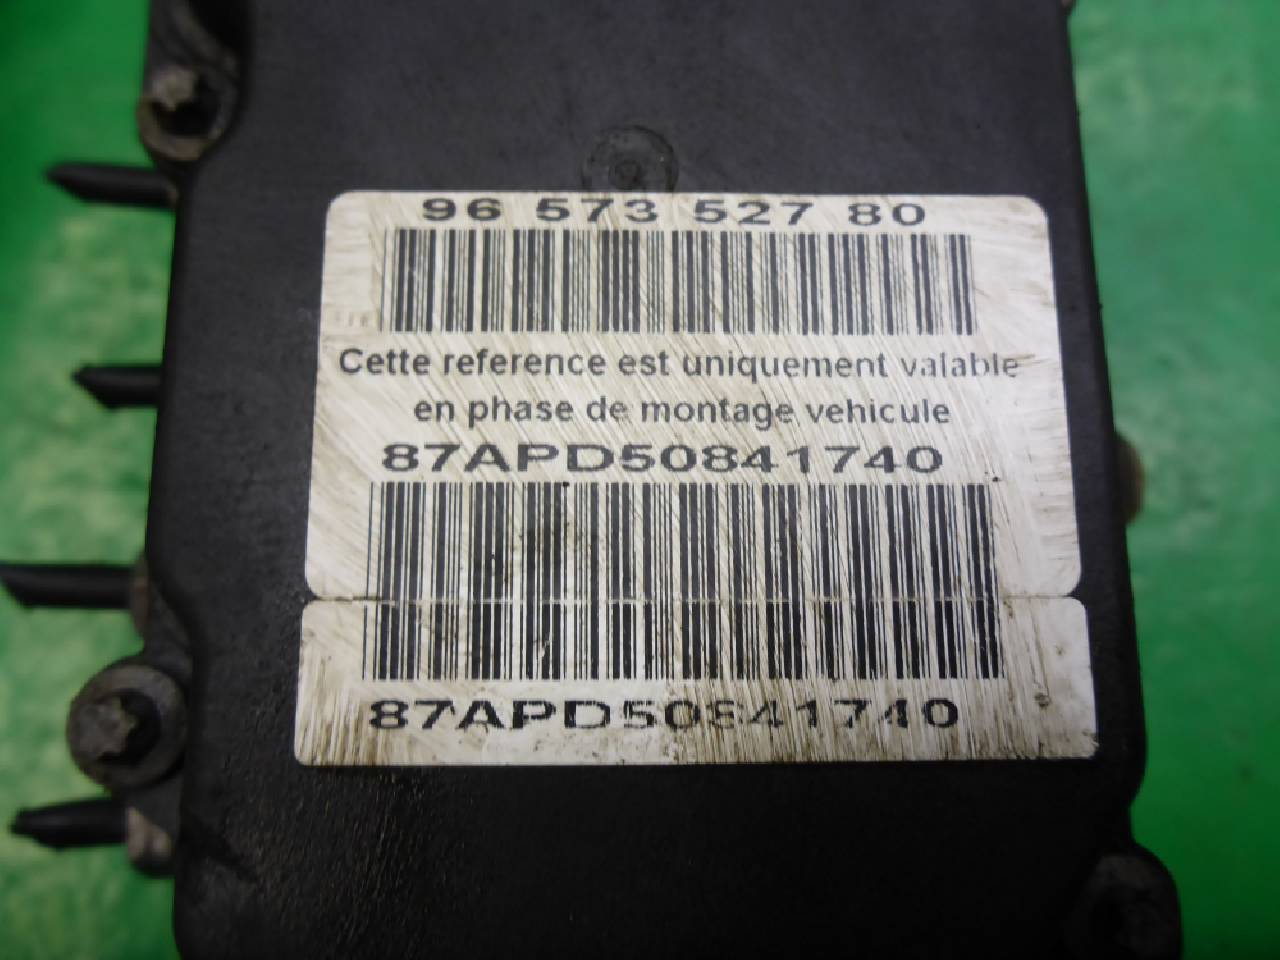 96 573 527 80
Cette reference est uniquement valable
en phase de montage vehicule
87APD50841740
87APD50841740